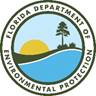 FLORIDA DEPARTMENT OF
ENVIRONMENTAL PROTECTION